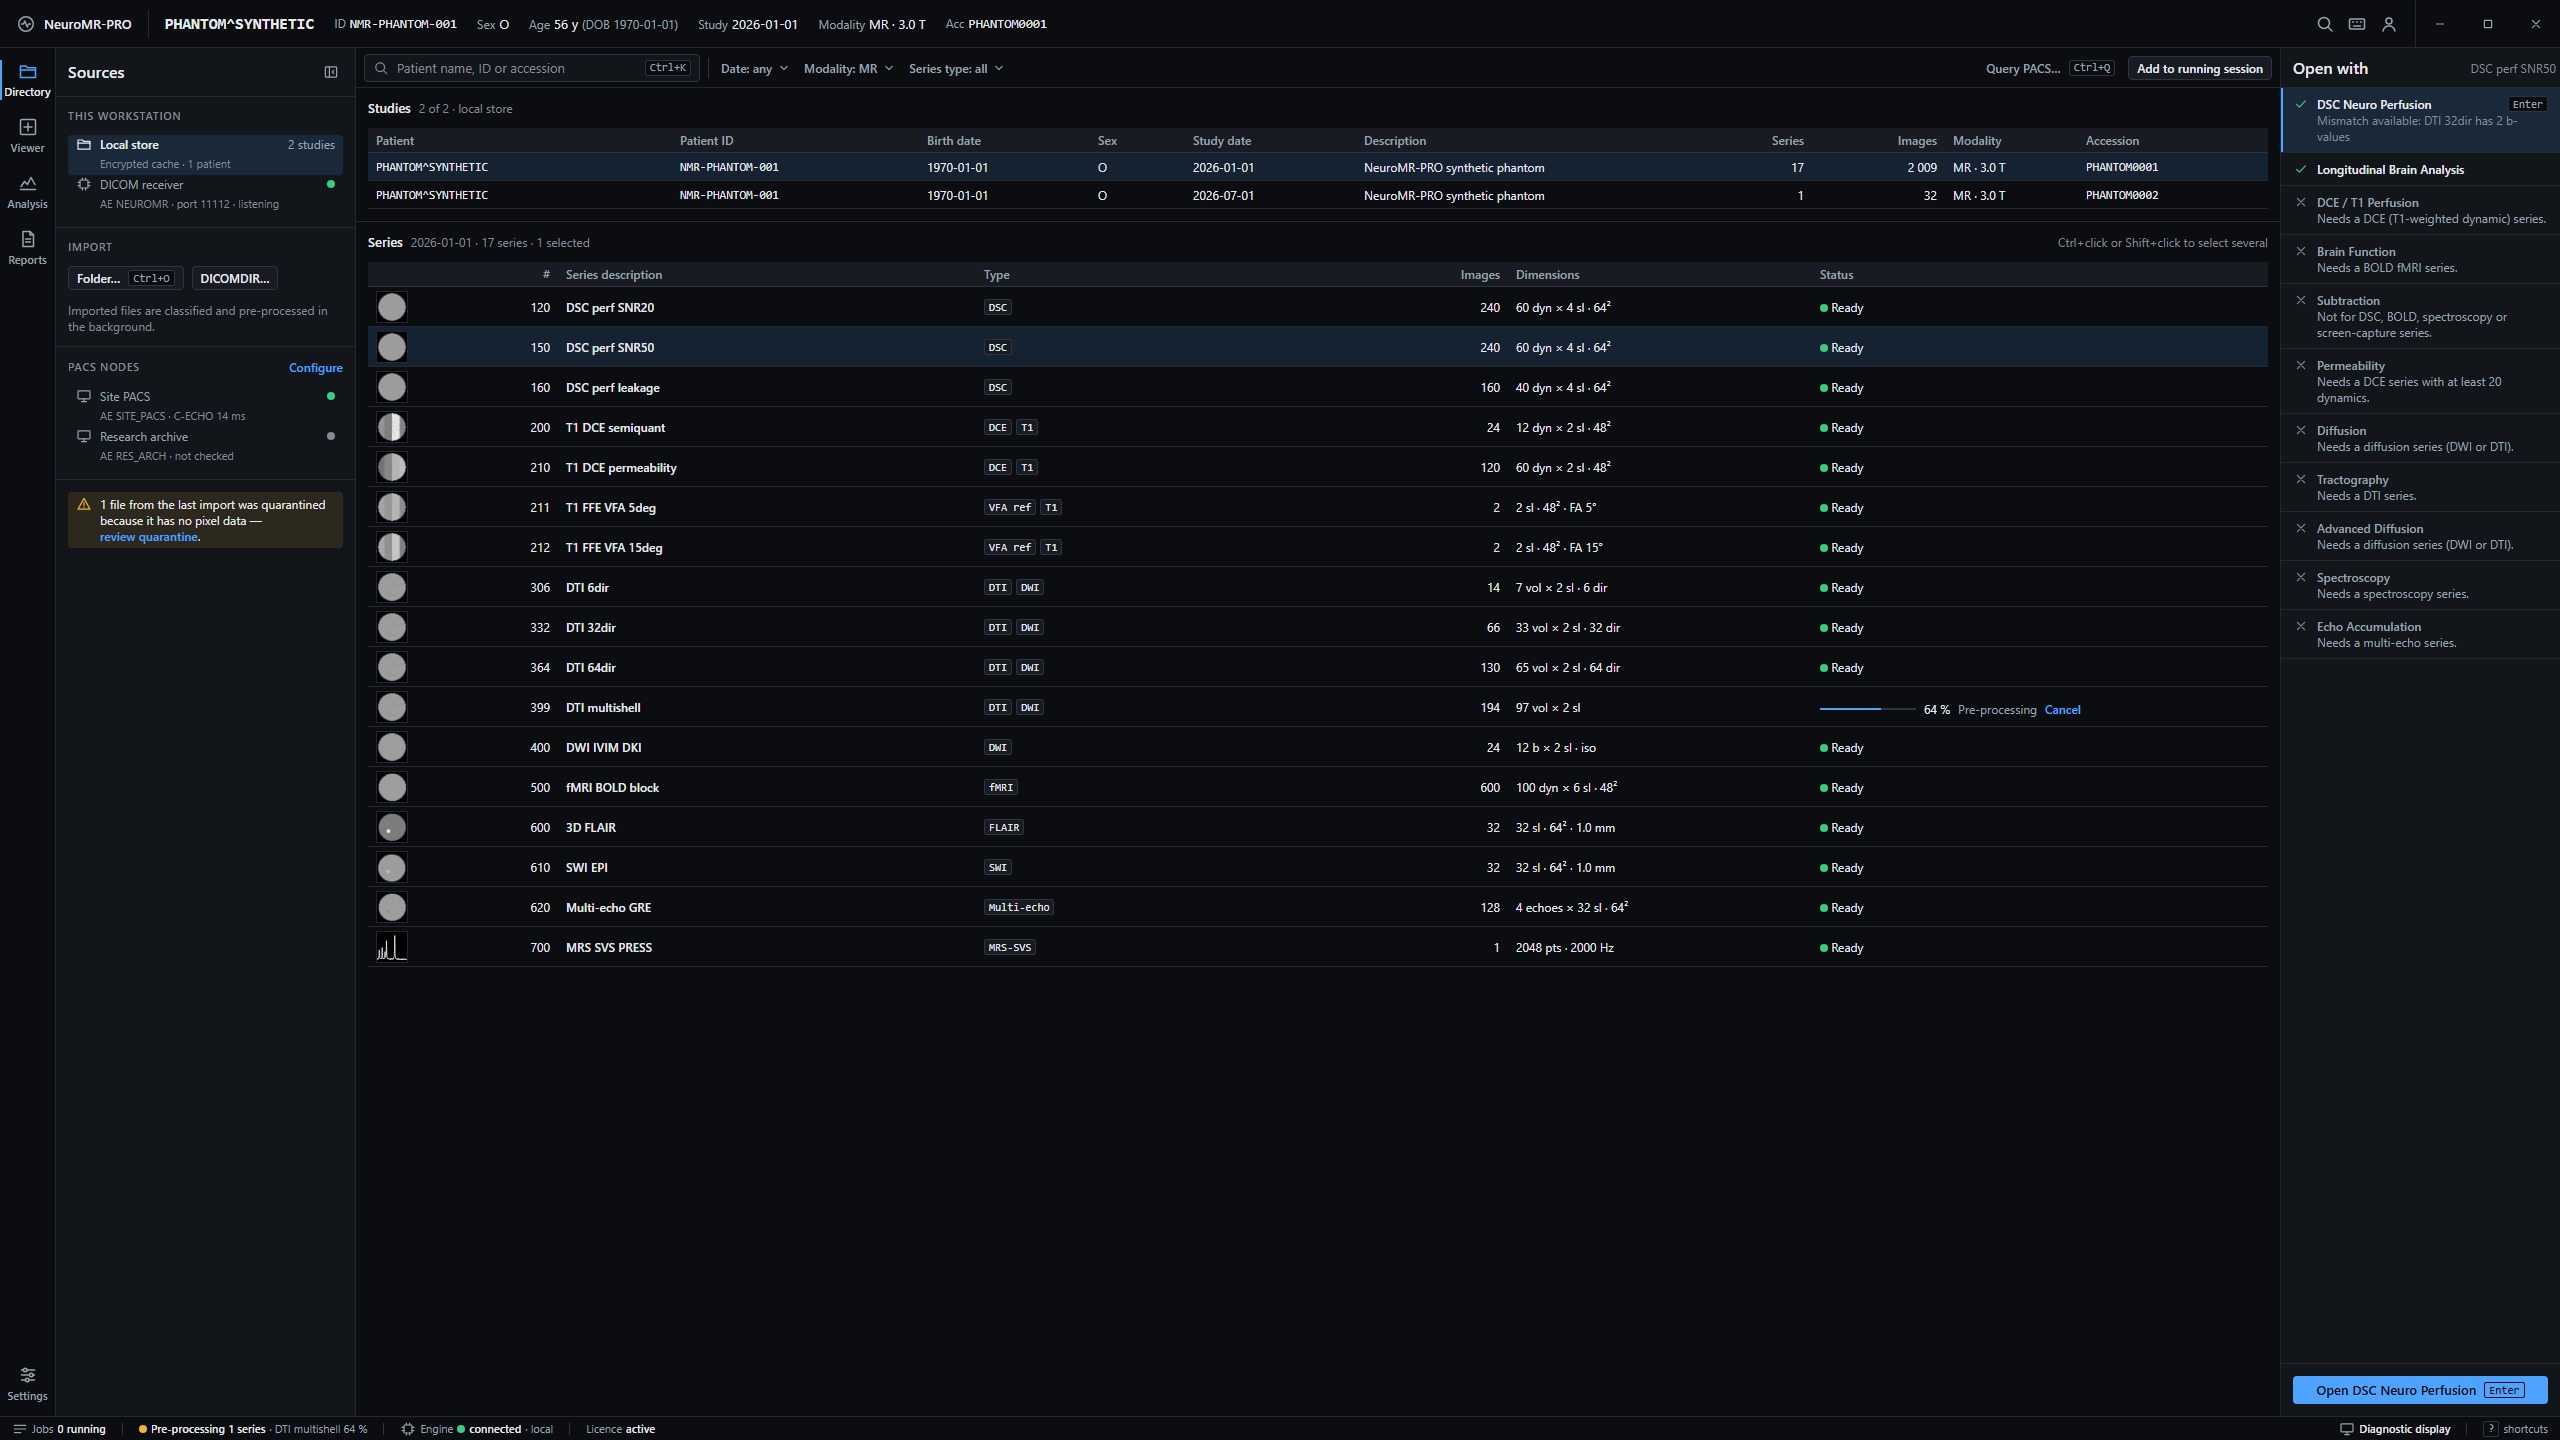 NeuroMR-PRO PHANTOM^SYNTHETIC ID NMR-PHANTOM-001 Sex O Age 56 y (DOB 1970-01-01) Study 2026-01-01 Modality MR · 3.0 T Acc PHANTOM0001
Directory
Viewer
Analysis
Reports
Settings
Sources
THIS WORKSTATION
Local store 2 studies
Encrypted cache · 1 patient
DICOM receiver
AE NEUROMR · port 11112 · listening
IMPORT
Folder... Ctrl+O DICOMDIR...
Imported files are classified and pre-processed in
the background.
PACS NODES Configure
Site PACS
AE SITE_PACS · C-ECHO 14 ms
Research archive
AE RES_ARCH · not checked
1 file from the last import was quarantined
because it has no pixel data —
review quarantine.
Patient name, ID or accession Ctrl+K Date: any Modality: MR Series type: all Query PACS... Ctrl+Q Add to running session
Studies 2 of 2 · local store
Patient Patient ID Birth date Sex Study date Description Series Images Modality Accession
PHANTOM^SYNTHETIC NMR-PHANTOM-001 1970-01-01 O 2026-01-01 NeuroMR-PRO synthetic phantom 17 2 009 MR · 3.0 T PHANTOM0001
PHANTOM^SYNTHETIC NMR-PHANTOM-001 1970-01-01 O 2026-07-01 NeuroMR-PRO synthetic phantom 1 32 MR · 3.0 T PHANTOM0002
Series 2026-01-01 · 17 series · 1 selected Ctrl+click or Shift+click to select several
# Series description Type Images Dimensions Status
120 DSC perf SNR20 DSC 240 60 dyn × 4 sl · 64² Ready
150 DSC perf SNR50 DSC 240 60 dyn × 4 sl · 64² Ready
160 DSC perf leakage DSC 160 40 dyn × 4 sl · 64² Ready
200 T1 DCE semiquant DCE T1 24 12 dyn × 2 sl · 48² Ready
210 T1 DCE permeability DCE T1 120 60 dyn × 2 sl · 48² Ready
211 T1 FFE VFA 5deg VFA ref T1 2 2 sl · 48² · FA 5° Ready
212 T1 FFE VFA 15deg VFA ref T1 2 2 sl · 48² · FA 15° Ready
306 DTI 6dir DTI DWI 14 7 vol × 2 sl · 6 dir Ready
332 DTI 32dir DTI DWI 66 33 vol × 2 sl · 32 dir Ready
364 DTI 64dir DTI DWI 130 65 vol × 2 sl · 64 dir Ready
399 DTI multishell DTI DWI 194 97 vol × 2 sl 64 % Pre-processing Cancel
400 DWI IVIM DKI DWI 24 12 b × 2 sl · iso Ready
500 fMRI BOLD block fMRI 600 100 dyn × 6 sl · 48² Ready
600 3D FLAIR FLAIR 32 32 sl · 64² · 1.0 mm Ready
610 SWI EPI SWI 32 32 sl · 64² · 1.0 mm Ready
620 Multi-echo GRE Multi-echo 128 4 echoes × 32 sl · 64² Ready
700 MRS SVS PRESS MRS-SVS 1 2048 pts · 2000 Hz Ready
Open with DSC perf SNR50
DSC Neuro Perfusion Enter
Mismatch available: DTI 32dir has 2 b-
values
Longitudinal Brain Analysis
DCE / T1 Perfusion
Needs a DCE (T1-weighted dynamic) series.
Brain Function
Needs a BOLD fMRI series.
Subtraction
Not for DSC, BOLD, spectroscopy or
screen-capture series.
Permeability
Needs a DCE series with at least 20
dynamics.
Diffusion
Needs a diffusion series (DWI or DTI).
Tractography
Needs a DTI series.
Advanced Diffusion
Needs a diffusion series (DWI or DTI).
Spectroscopy
Needs a spectroscopy series.
Echo Accumulation
Needs a multi-echo series.
Open DSC Neuro Perfusion Enter
Jobs 0 running Pre-processing 1 series · DTI multishell 64 % Engine connected · local Licence active Diagnostic display ? shortcuts